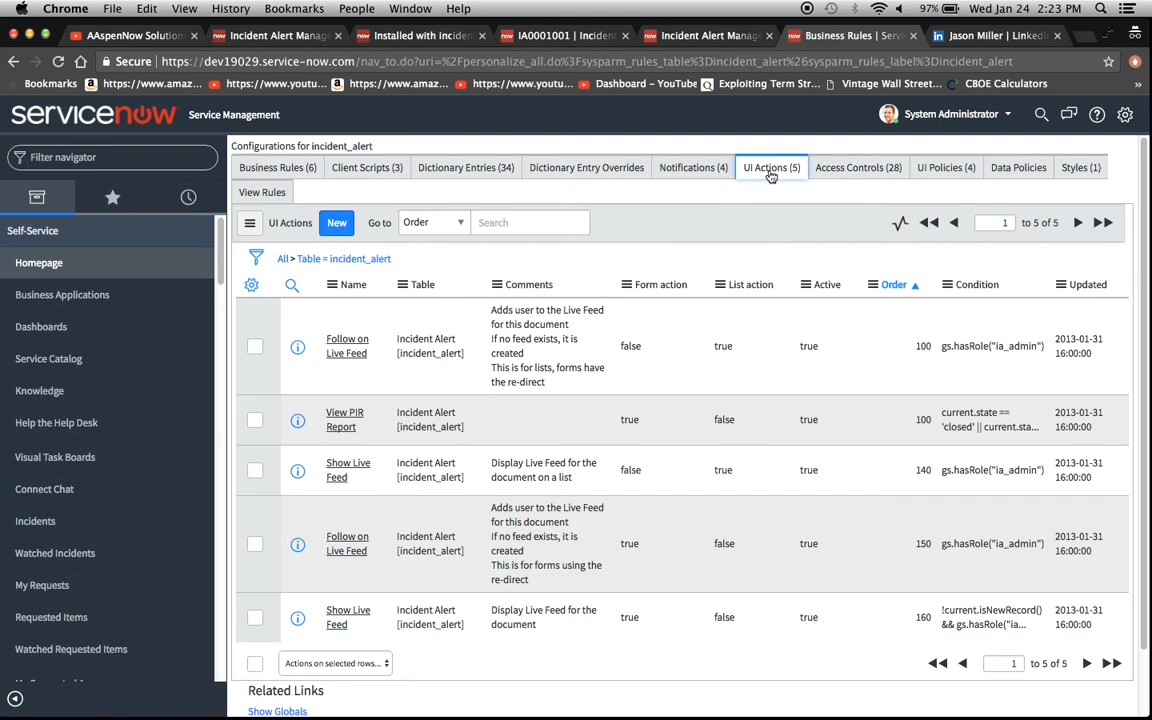 Chrome File Edit View History Bookmarks People Window Help 97% Wed Jan 24 2:23 PM
AAspenNow Solution Incident Alert Mana Installed with inciden IA0001001 | Inciden Incident Alert Mana Business Rules | Serv Jason Miller | LinkedIn
Secure https://dev19029.service-now.com/nav_to.do?uri=%2Fpersonalize_all.do%3Fsysparm_rules_table%3Dincident_alert%26sysparm_rules_label%3Dincident_alert
Bookmarks https://www.amaz... https://www.youtu... https://www.amaz... https://www.youtu... Dashboard - YouTube Exploiting Term Str... Vintage Wall Street... CBOE Calculators »
servicenow Service Management System Administrator
Filter navigator
Self-Service
Homepage
Business Applications
Dashboards
Service Catalog
Knowledge
Help the Help Desk
Visual Task Boards
Connect Chat
Incidents
Watched Incidents
My Requests
Requested Items
Watched Requested Items
Configurations for incident_alert
Business Rules (6) Client Scripts (3) Dictionary Entries (34) Dictionary Entry Overrides Notifications (4) UI Actions (5) Access Controls (28) UI Policies (4) Data Policies Styles (1)
View Rules
UI Actions New Go to Order Search 1 to 5 of 5
All > Table = incident_alert
Name Table Comments Form action List action Active Order Condition Updated
Follow on Live Feed Incident Alert [incident_alert] Adds user to the Live Feed for this document If no feed exists, it is created This is for lists, forms have the re-direct false true true 100 gs.hasRole("ia_admin") 2013-01-31 16:00:00
View PIR Report Incident Alert [incident_alert] true false true 100 current.state == 'closed' || current.sta... 2013-01-31 16:00:00
Show Live Feed Incident Alert [incident_alert] Display Live Feed for the document on a list false true true 140 gs.hasRole("ia_admin") 2013-01-31 16:00:00
Follow on Live Feed Incident Alert [incident_alert] Adds user to the Live Feed for this document If no feed exists, it is created This is for forms using the re-direct true false true 150 gs.hasRole("ia_admin") 2013-01-31 16:00:00
Show Live Feed Incident Alert [incident_alert] Display Live Feed for the document true false true 160 !current.isNewRecord() && gs.hasRole("ia... 2013-01-31 16:00:00
Actions on selected rows... 1 to 5 of 5
Related Links
Show Globals